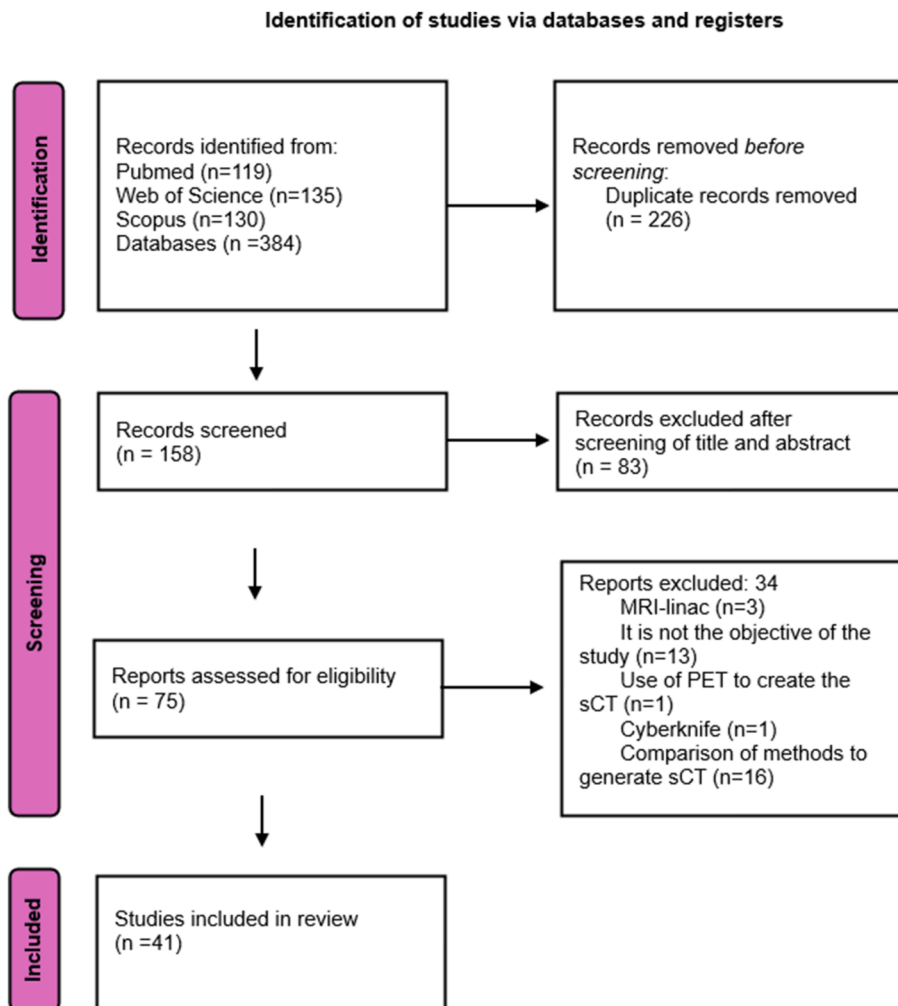 Identification of studies via databases and registers
Identification
Records identified from:
Pubmed (n=119)
Web of Science (n=135)
Scopus (n=130)
Databases (n =384)
Records removed before
screening:
Duplicate records removed
(n = 226)
Screening
Records screened
(n = 158)
Records excluded after
screening of title and abstract
(n = 83)
Reports assessed for eligibility
(n = 75)
Reports excluded: 34
MRI-linac (n=3)
It is not the objective of the
study (n=13)
Use of PET to create the
sCT (n=1)
Cyberknife (n=1)
Comparison of methods to
generate sCT (n=16)
Included
Studies included in review
(n =41)